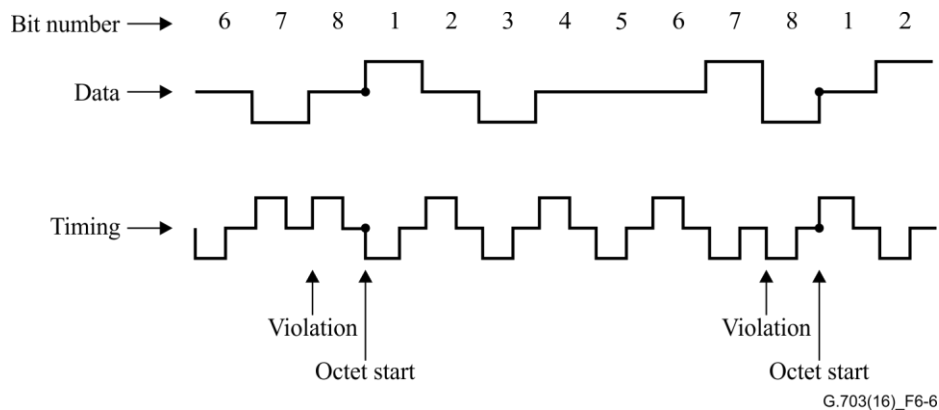 Bit number 6 7 8 1 2 3 4 5 6 7 8 1 2
Data
Timing
Violation Violation
Octet start Octet start
G.703(16)_F6-6